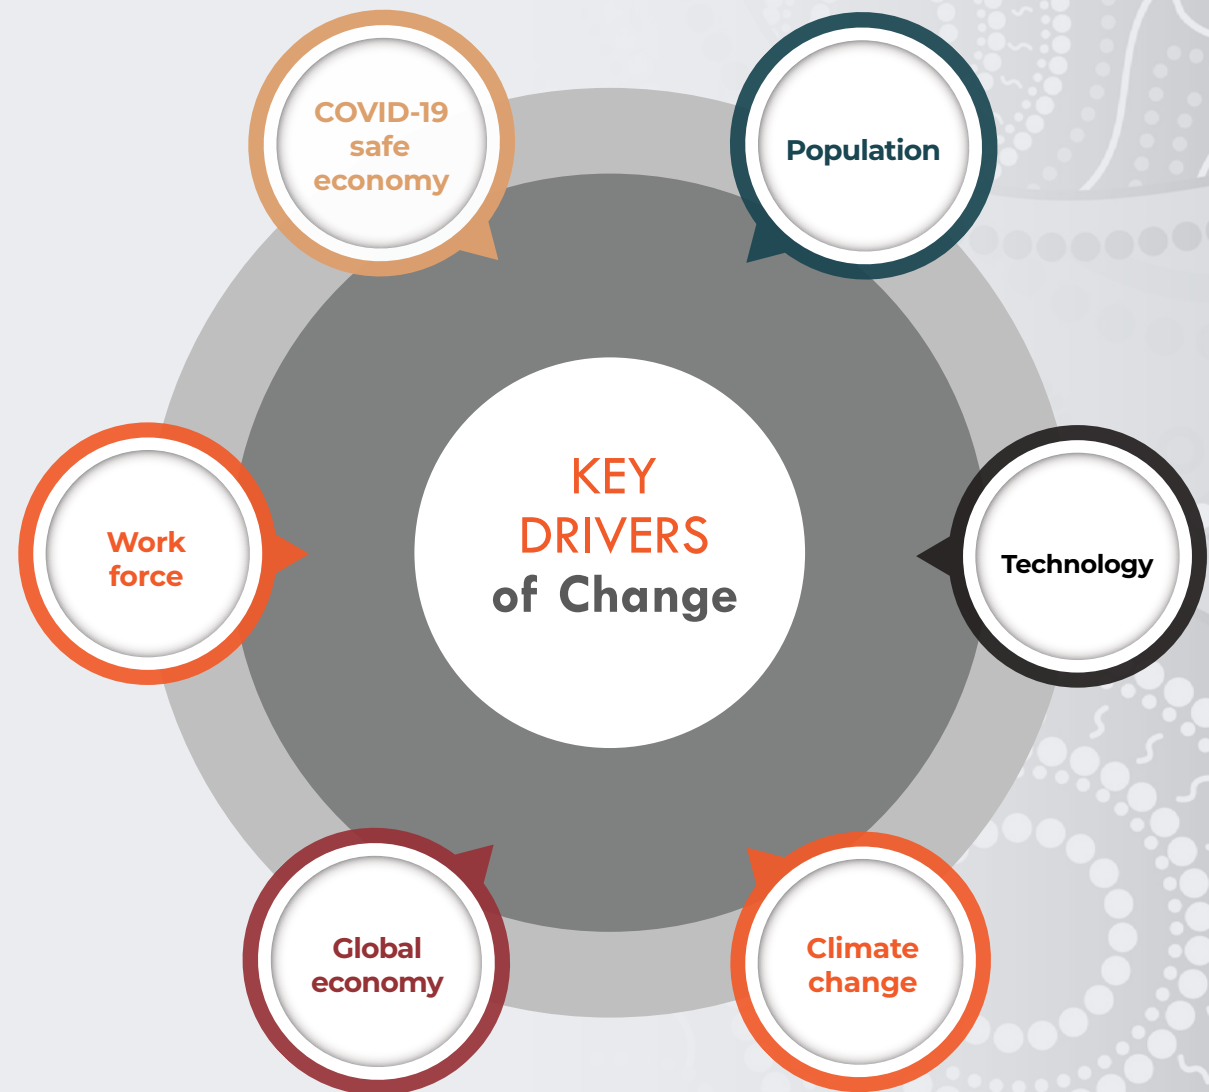 COVID-19
safe
economy
Population
Work
force
KEY
DRIVERS
of Change
Technology
Global
economy
Climate
change